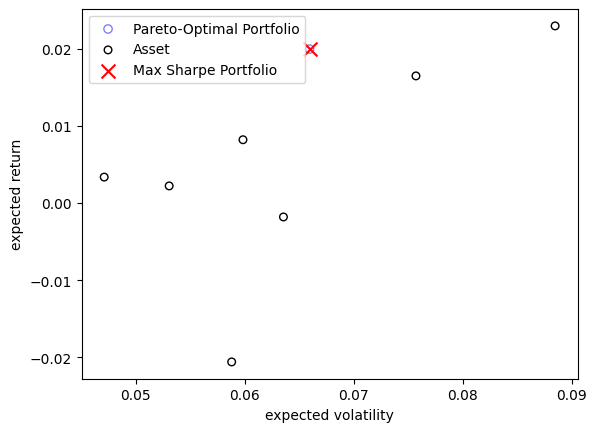 Pareto-Optimal Portfolio
Asset
Max Sharpe Portfolio
0.02
0.01
0.00
−0.01
−0.02
expected return
0.05 0.06 0.07 0.08 0.09
expected volatility